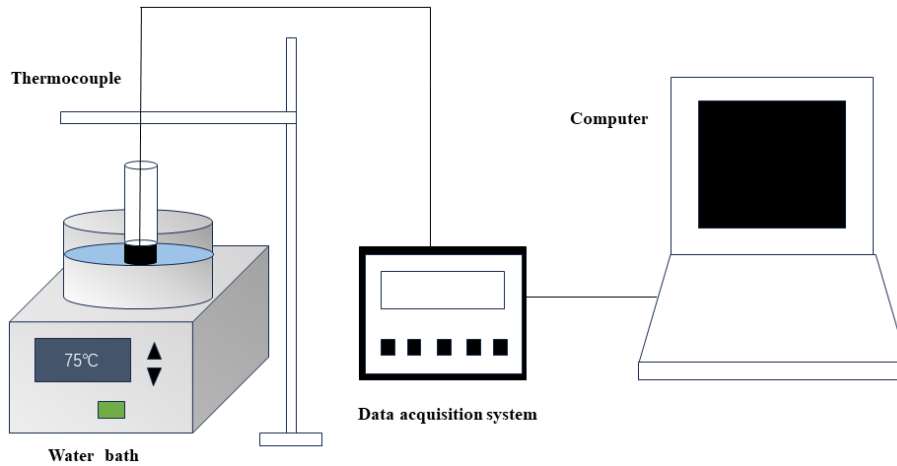 Thermocouple
Computer
75℃
Data acquisition system
Water bath